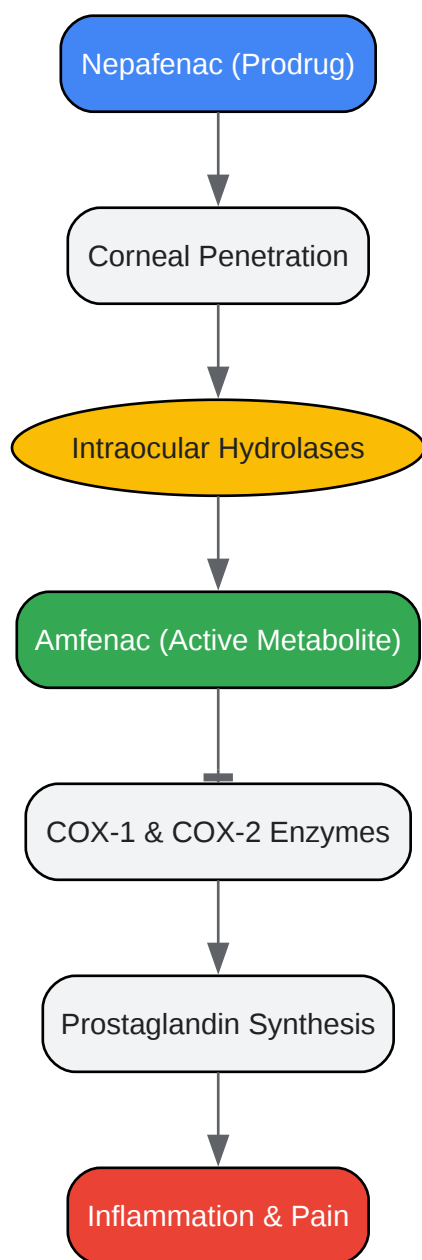 Nepafenac (Prodrug)
Corneal Penetration
Intraocular Hydrolases
Amfenac (Active Metabolite)
COX-1 & COX-2 Enzymes
Prostaglandin Synthesis
Inflammation & Pain